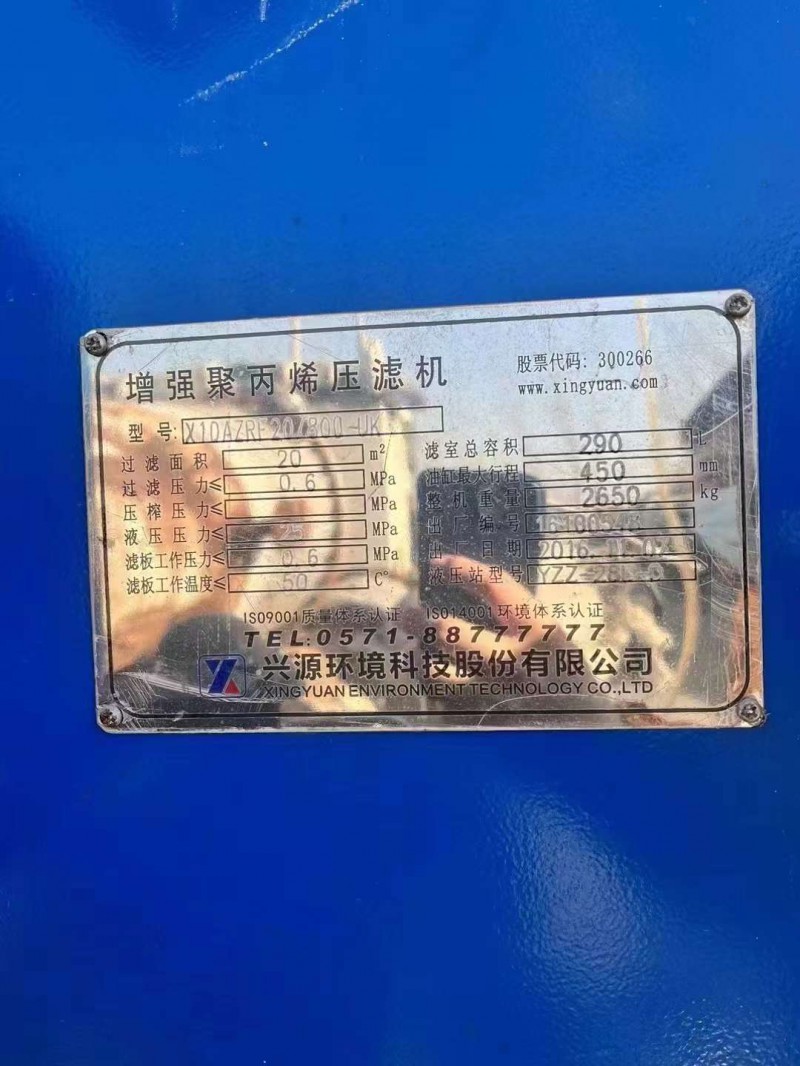 增强聚丙烯压滤机
股票代码: 300266
www.xingyuan.com
型号:
过滤面积 20 m²
过滤压力≤ 0.6 MPa
压榨压力≤ MPa
液压压力≤ 25 MPa
滤板工作压力≤ 0.6 MPa
滤板工作温度≤ 50 C°
滤室总容积 290 L
油缸最大行程 450 mm
整机重量 2650 kg
出厂编号
出厂日期
液压站型号
ISO9001质量体系认证 ISO14001环境体系认证
TEL:0571-88777777
兴源环境科技股份有限公司
XINGYUAN ENVIRONMENT TECHNOLOGY CO.,LTD